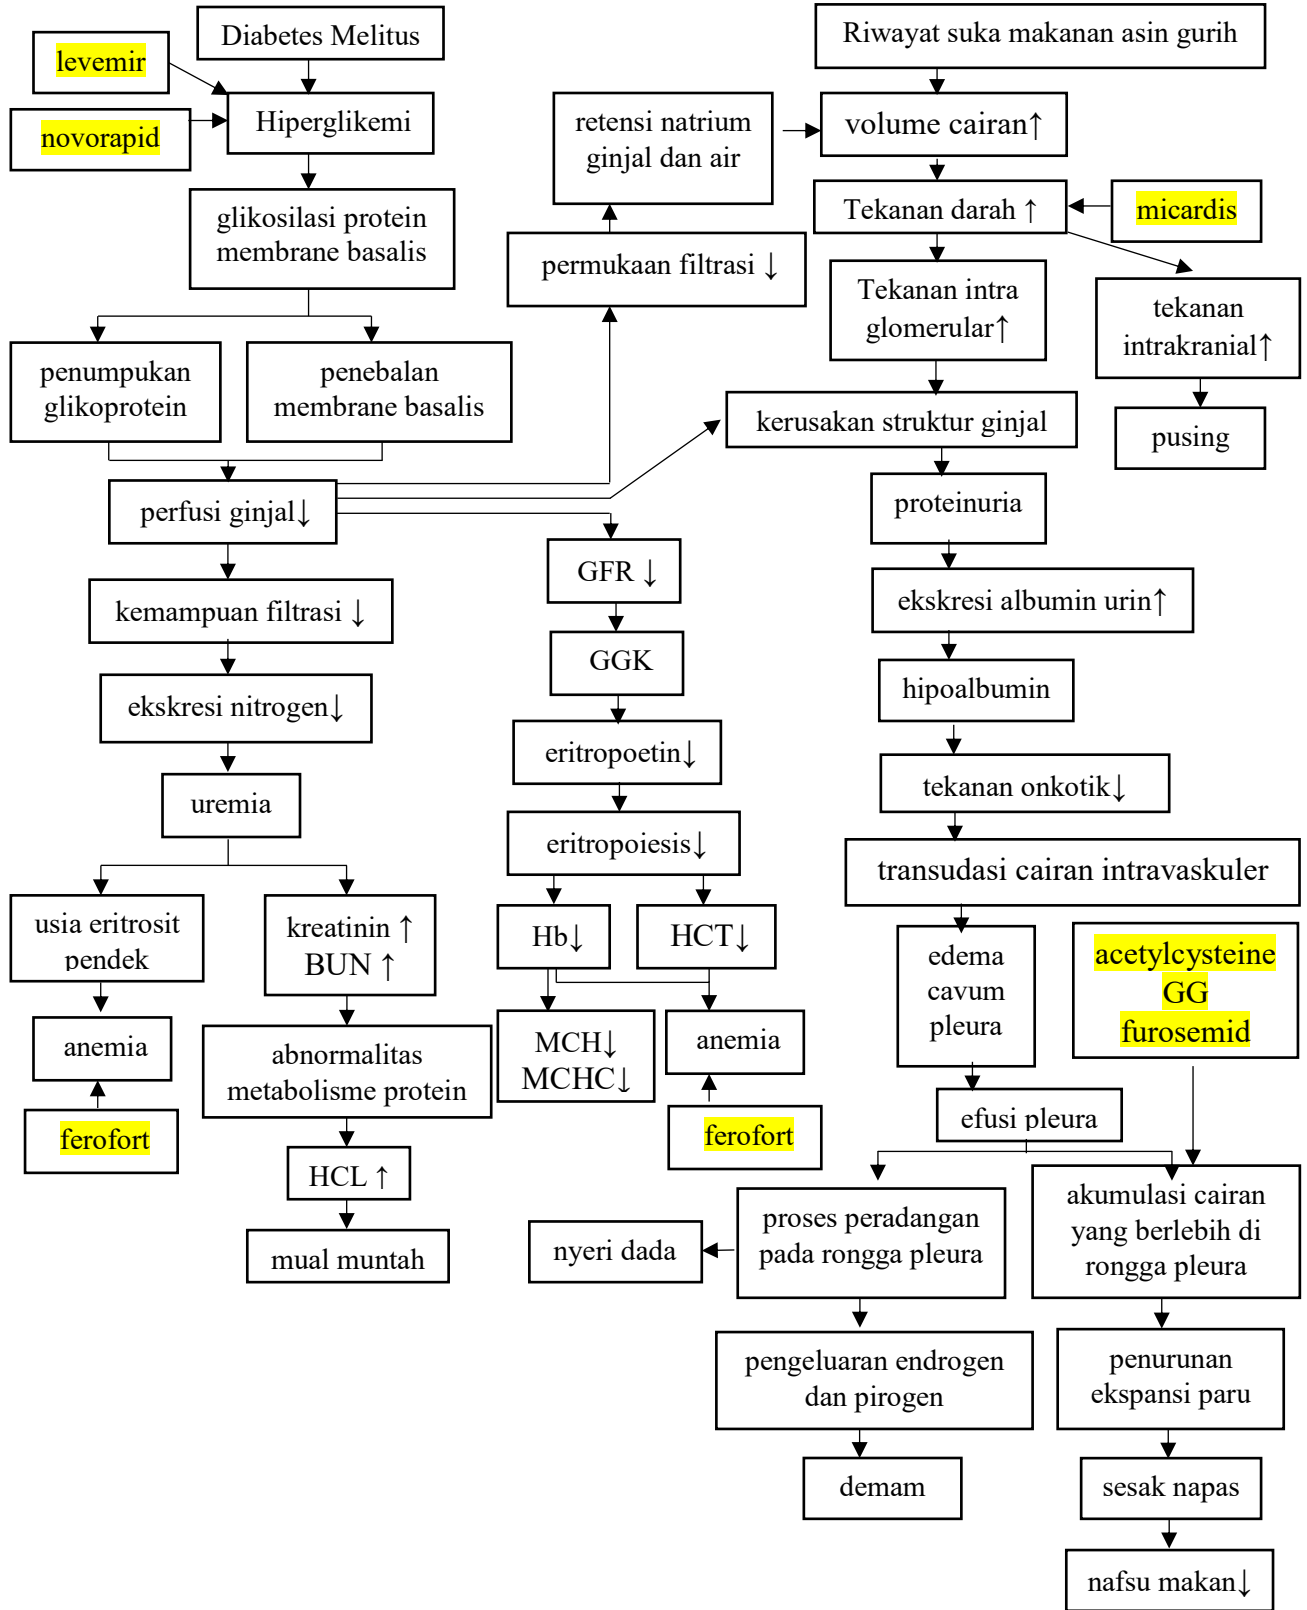 Diabetes Melitus
levemir
Hiperglikemi
novorapid
glikosilasi protein
membrane basalis
penumpukan
glikoprotein
penebalan
membrane basalis
perfusi ginjal↓
kemampuan filtrasi ↓
ekskresi nitrogen↓
uremia
usia eritrosit
pendek
anemia
ferofort
kreatinin ↑
BUN ↑
abnormalitas
metabolisme protein
HCL ↑
mual muntah
retensi natrium
ginjal dan air
permukaan filtrasi ↓
GFR ↓
GGK
eritropoetin↓
eritropoiesis↓
Hb↓
HCT↓
MCH↓
MCHC↓
anemia
ferofort
Riwayat suka makanan asin gurih
volume cairan↑
Tekanan darah ↑
micardis
Tekanan intra
glomerular↑
tekanan
intrakranial↑
pusing
kerusakan struktur ginjal
proteinuria
ekskresi albumin urin↑
hipoalbumin
tekanan onkotik↓
transudasi cairan intravaskuler
edema
cavum
pleura
acetylcysteine
GG
furosemid
efusi pleura
proses peradangan
pada rongga pleura
nyeri dada
pengeluaran endrogen
dan pirogen
demam
akumulasi cairan
yang berlebih di
rongga pleura
penurunan
ekspansi paru
sesak napas
nafsu makan↓